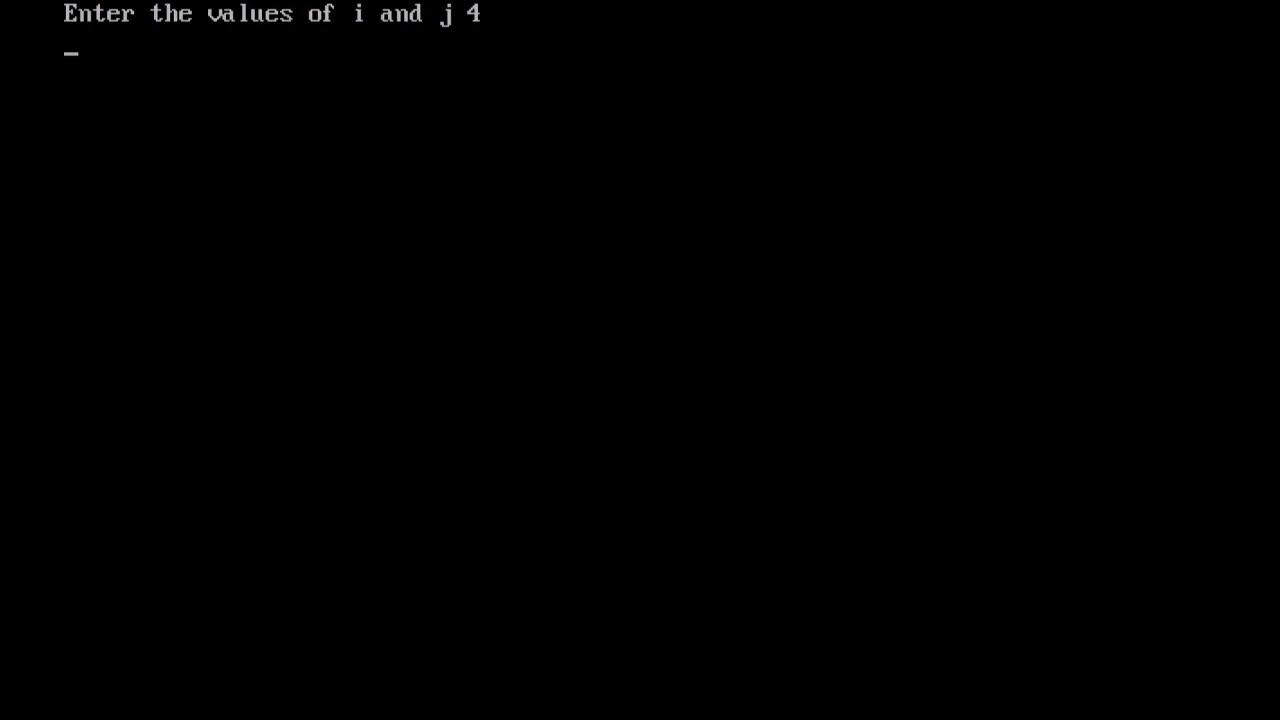 Enter the values of i and j 4